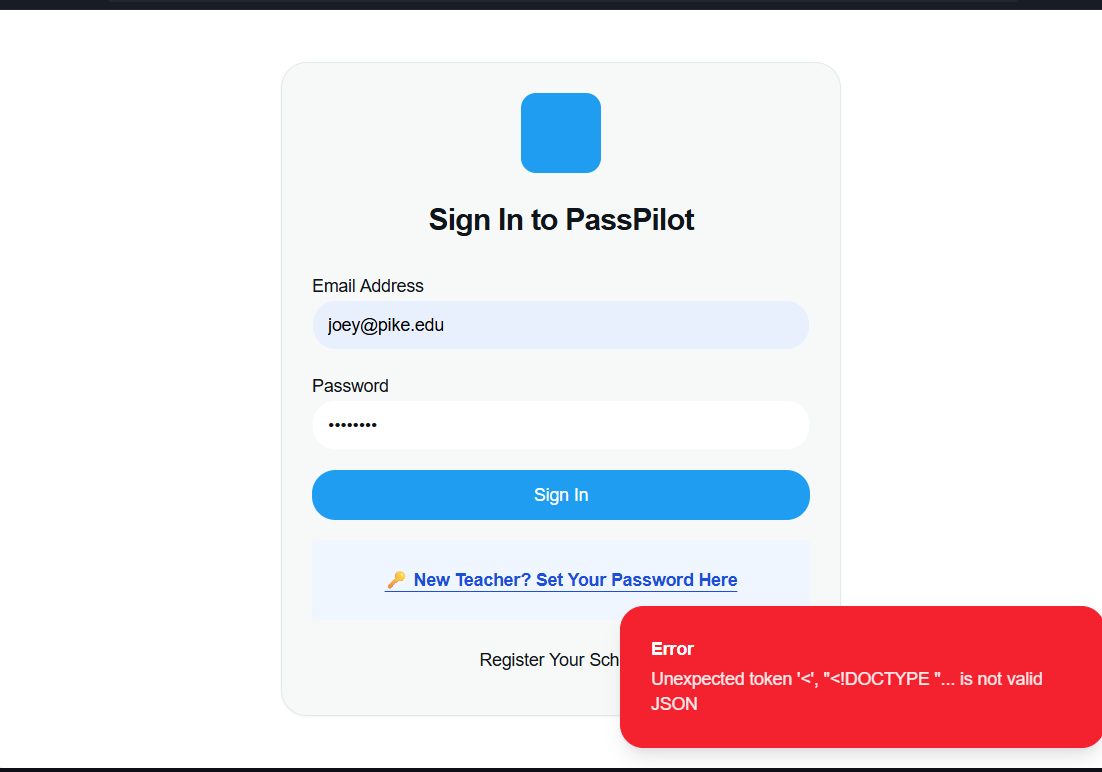 Sign In to PassPilot
Email Address
joey@pike.edu
Password
••••••••
Sign In
🔑 New Teacher? Set Your Password Here
Register Your Sch
Error
Unexpected token '<', "<!DOCTYPE "... is not valid
JSON